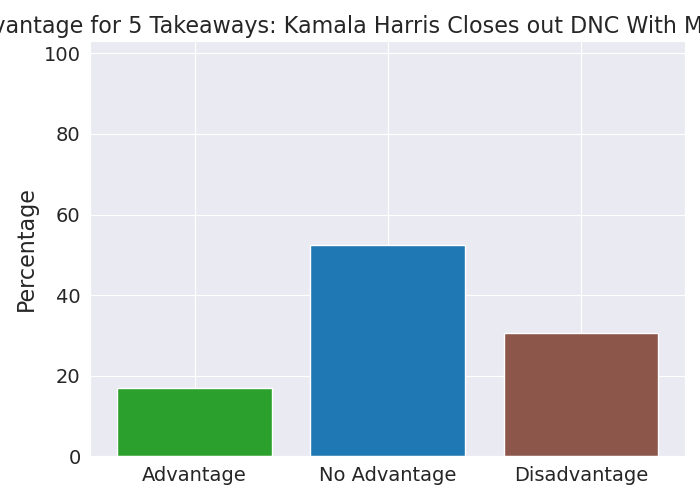 vantage for 5 Takeaways: Kamala Harris Closes out DNC With M
100
80
60
40
20
0
Percentage
Advantage No Advantage Disadvantage